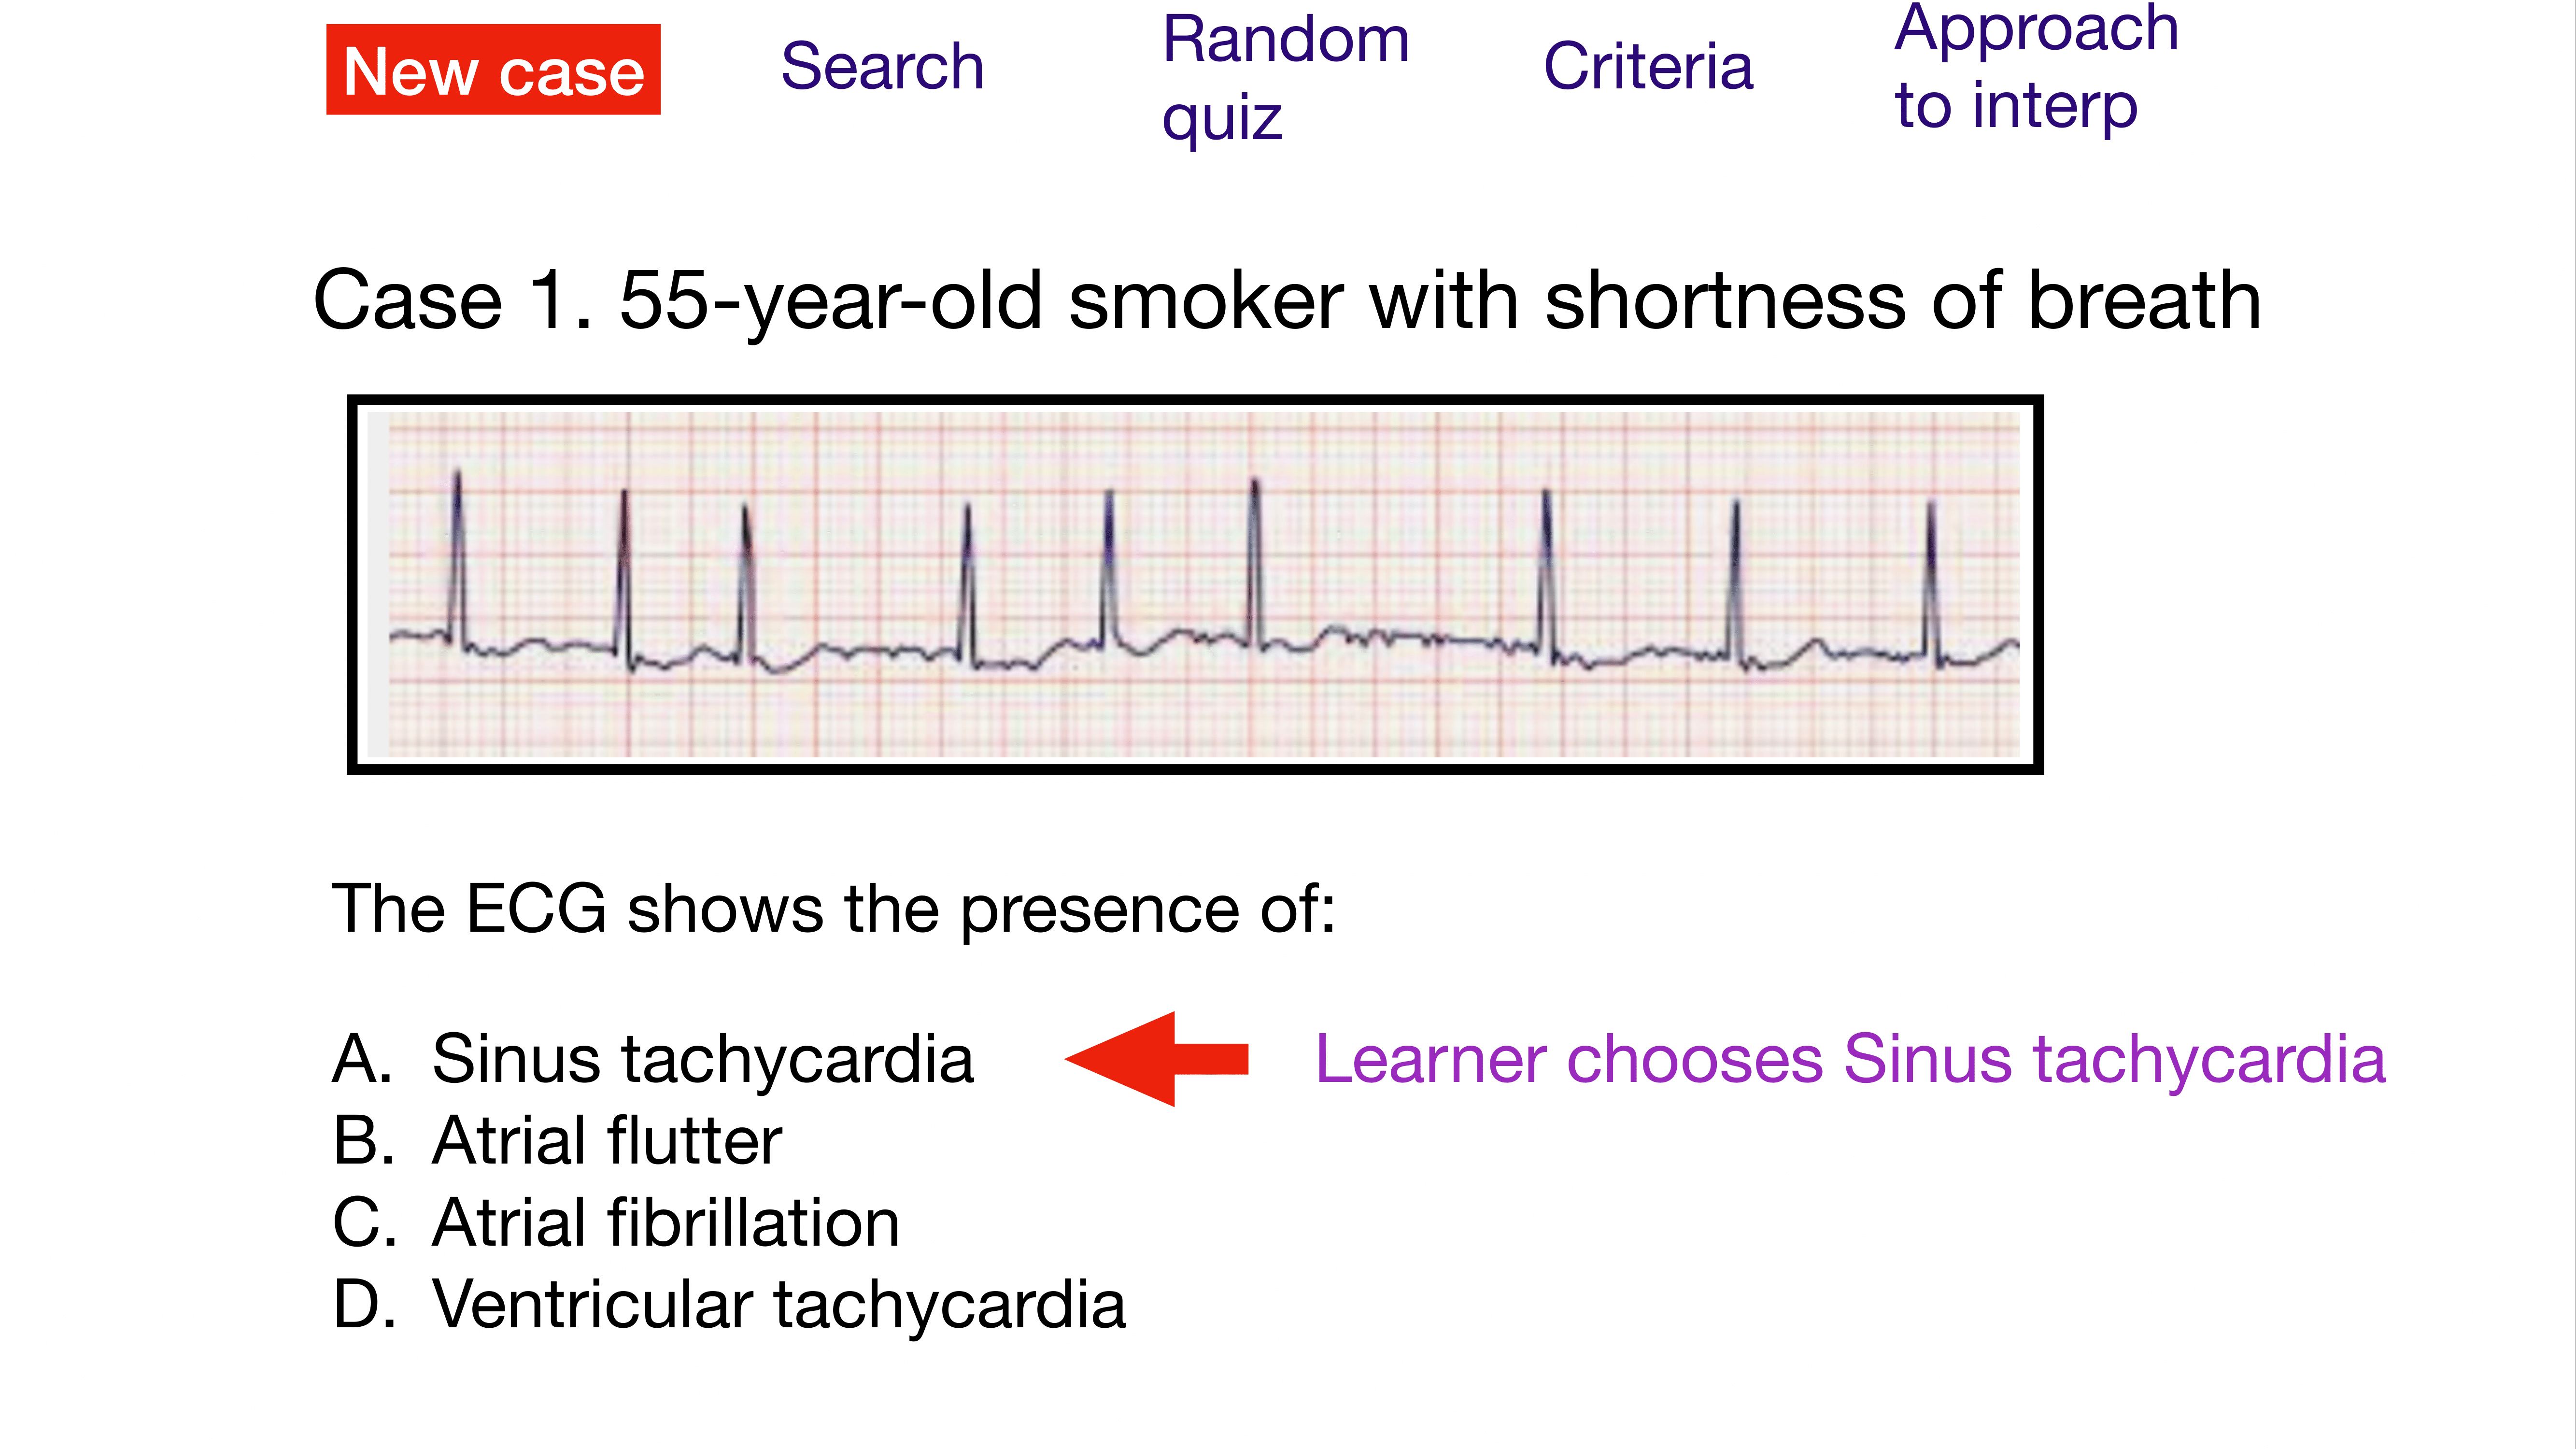 New case
Search
Random
quiz
Criteria
Approach
to interp
Case 1. 55-year-old smoker with shortness of breath
The ECG shows the presence of:
A. Sinus tachycardia
Learner chooses Sinus tachycardia
B. Atrial flutter
C. Atrial fibrillation
D. Ventricular tachycardia